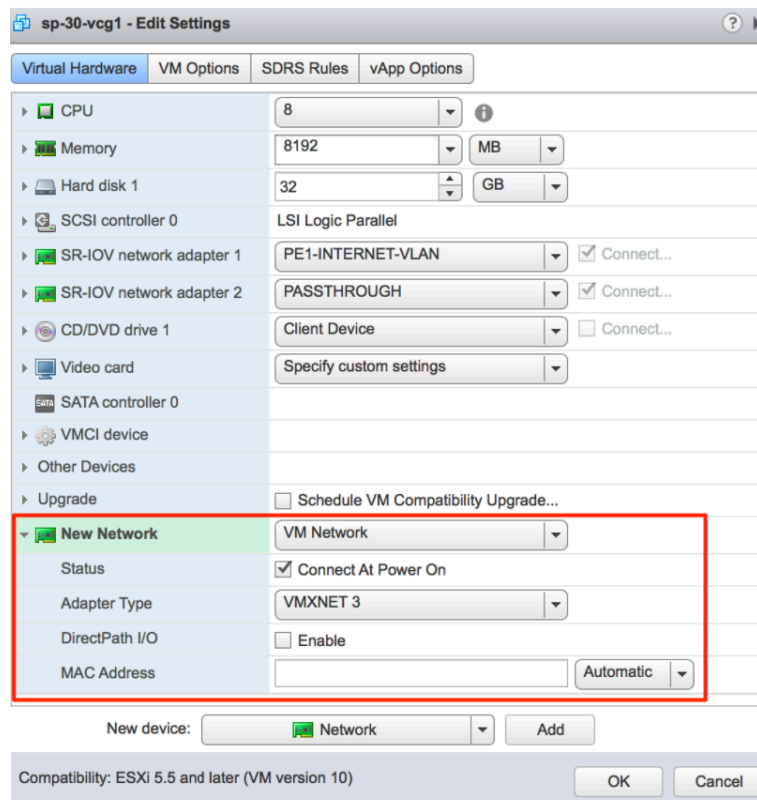 sp-30-vcg1 - Edit Settings ?
Virtual Hardware VM Options SDRS Rules vApp Options
CPU 8
Memory 8192 MB
Hard disk 1 32 GB
SCSI controller 0 LSI Logic Parallel
SR-IOV network adapter 1 PE1-INTERNET-VLAN Connect...
SR-IOV network adapter 2 PASSTHROUGH Connect...
CD/DVD drive 1 Client Device Connect...
Video card Specify custom settings
SATA SATA controller 0
VMCI device
Other Devices
Upgrade Schedule VM Compatibility Upgrade...
New Network VM Network
Status Connect At Power On
Adapter Type VMXNET 3
DirectPath I/O Enable
MAC Address Automatic
New device: Network Add
Compatibility: ESXi 5.5 and later (VM version 10) OK Cancel